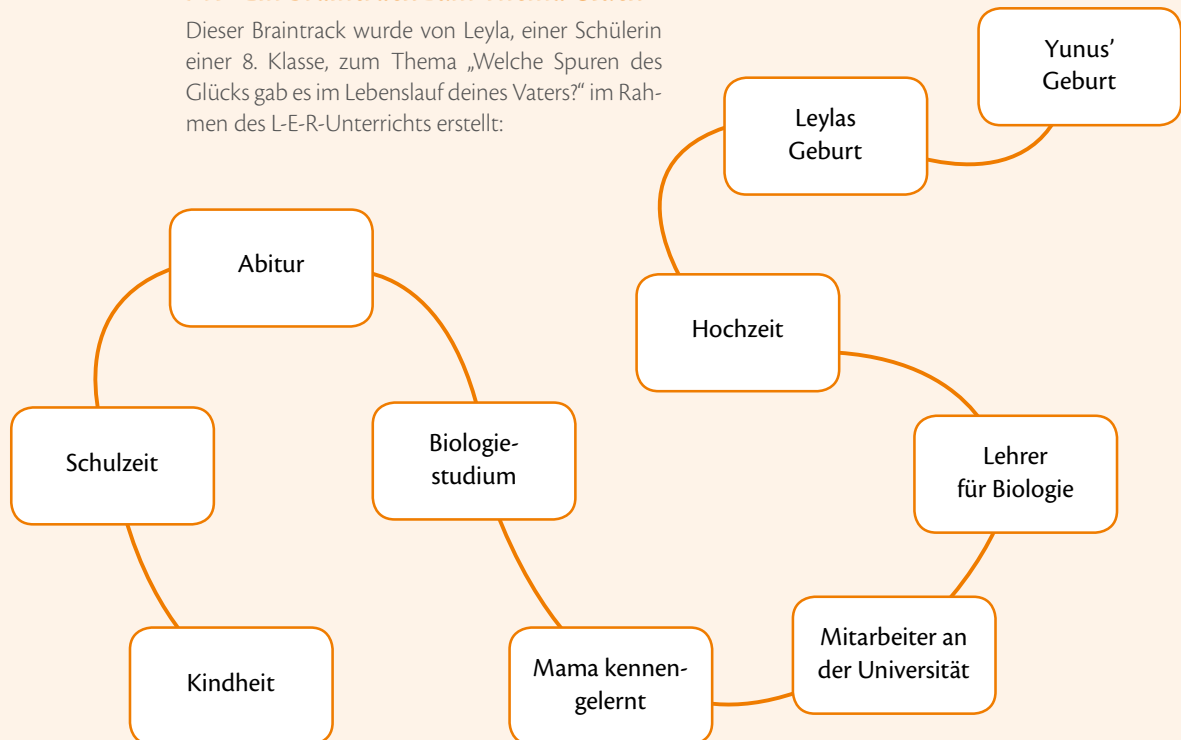 Dieser Braintrack wurde von Leyla, einer Schülerin
einer 8. Klasse, zum Thema „Welche Spuren des
Glücks gab es im Lebenslauf deines Vaters?“ im Rah-
men des L-E-R-Unterrichts erstellt:
Yunus’
Geburt
Leylas
Geburt
Abitur
Hochzeit
Schulzeit
Biologie-
studium
Lehrer
für Biologie
Kindheit
Mama kennen-
gelernt
Mitarbeiter an
der Universität